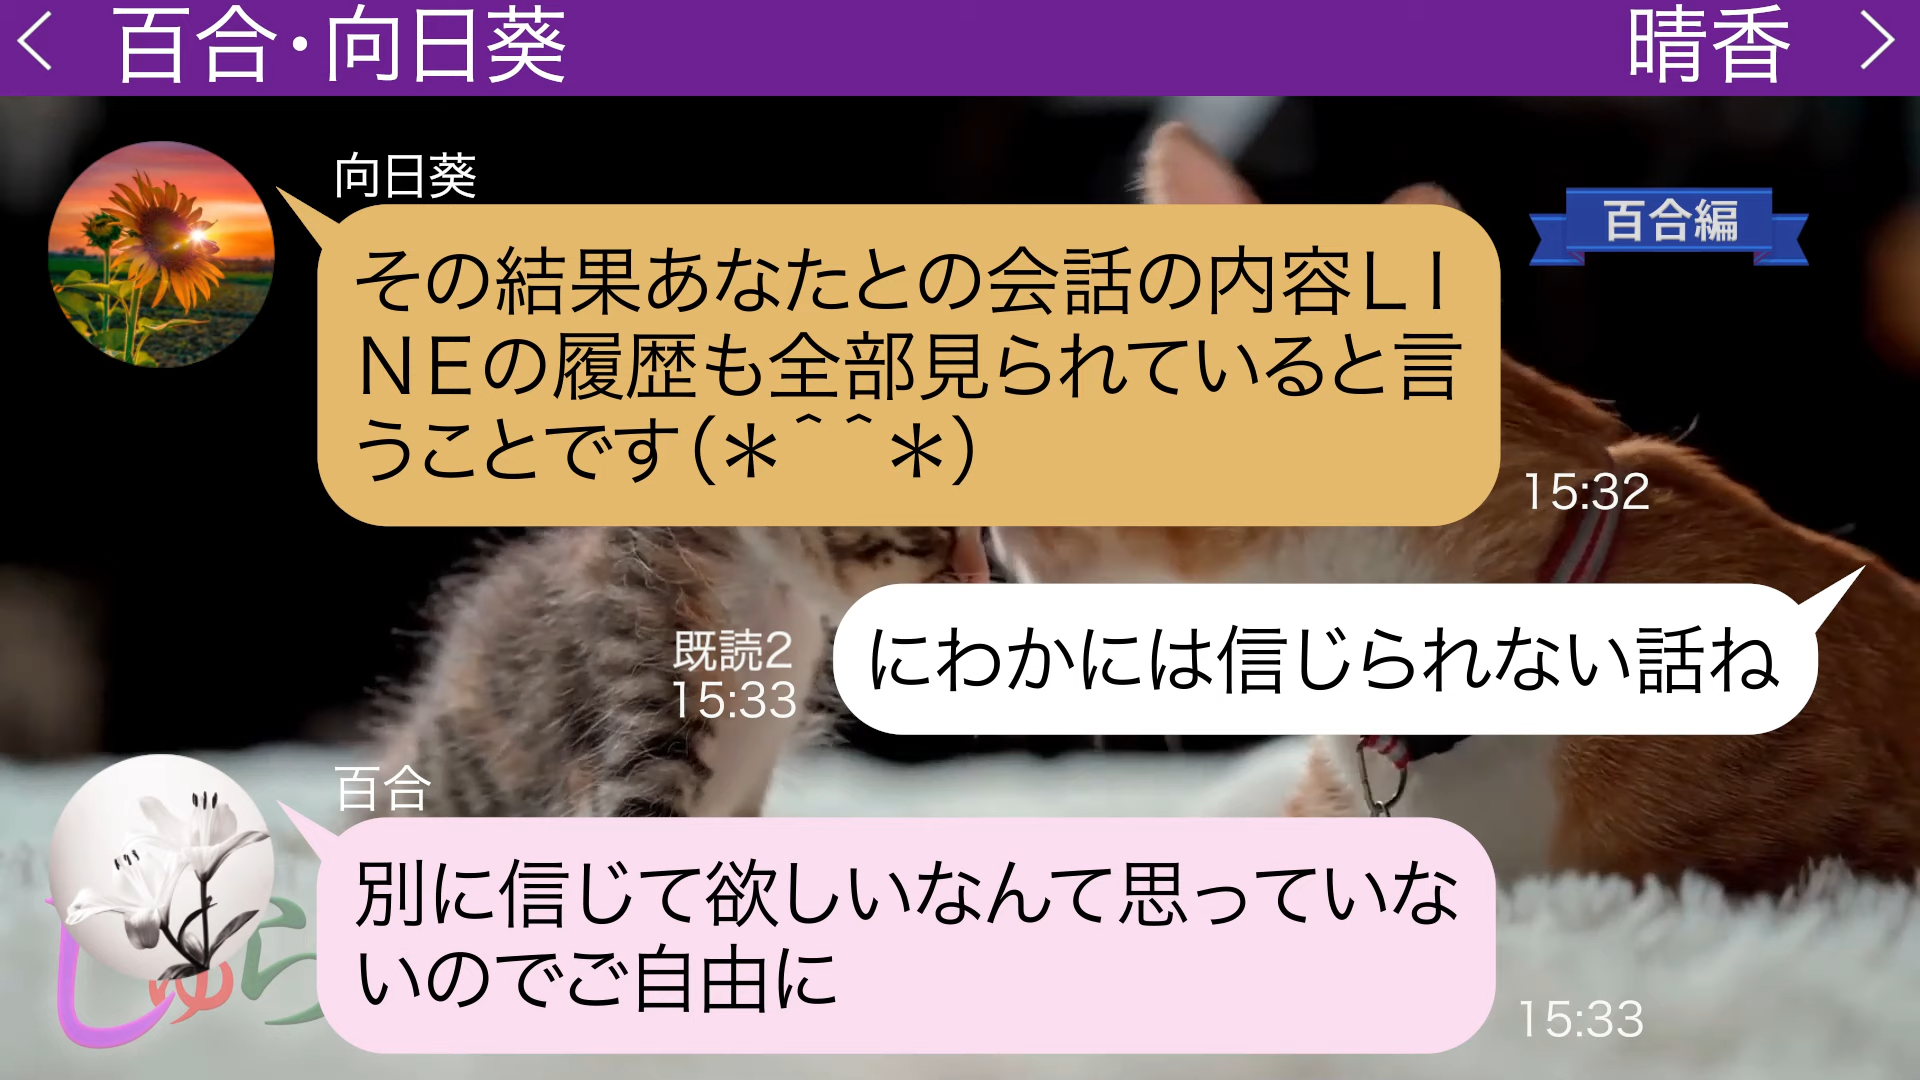 百合・向日葵
晴香
向日葵
百合編
その結果あなたとの会話の内容ＬＩ
ＮＥの履歴も全部見られていると言
うことです(＊＾＾＊)
15:32
にわかには信じられない話ね
既読2
15:33
百合
別に信じて欲しいなんて思っていな
いのでご自由に
15:33
しゅら